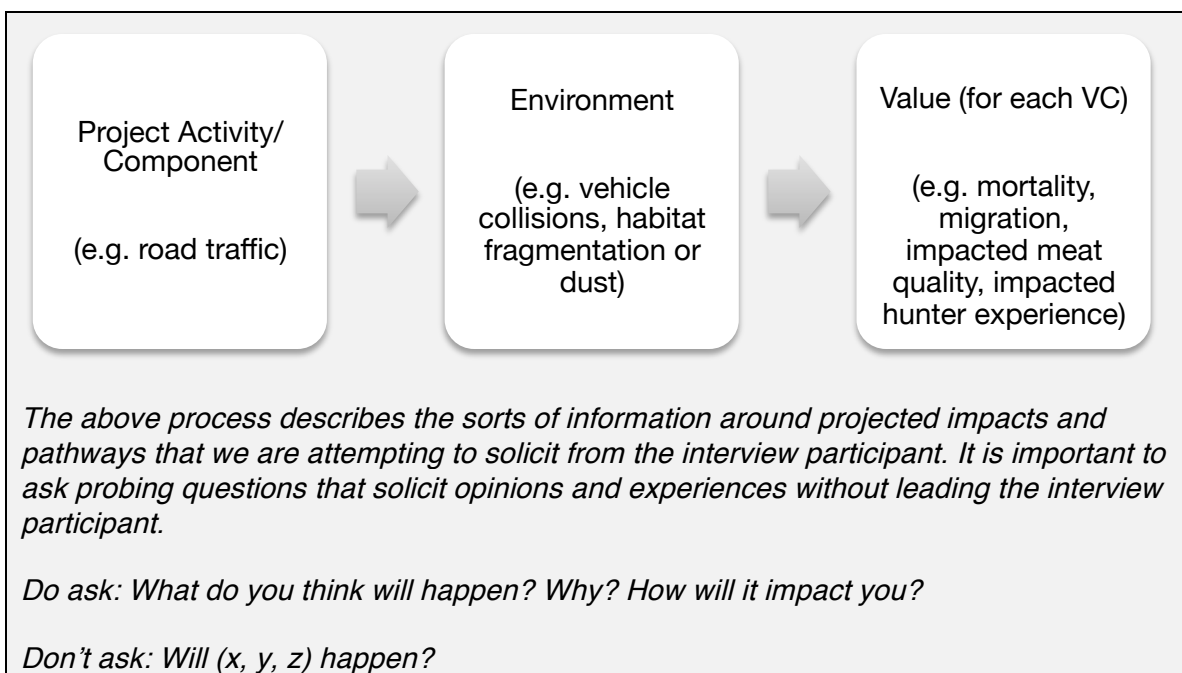 Project Activity/
Component
(e.g. road traffic)
Environment
(e.g. vehicle
collisions, habitat
fragmentation or
dust)
Value (for each VC)
(e.g. mortality,
migration,
impacted meat
quality, impacted
hunter experience)
The above process describes the sorts of information around projected impacts and
pathways that we are attempting to solicit from the interview participant. It is important to
ask probing questions that solicit opinions and experiences without leading the interview
participant.
Do ask: What do you think will happen? Why? How will it impact you?
Don't ask: Will (x, y, z) happen?